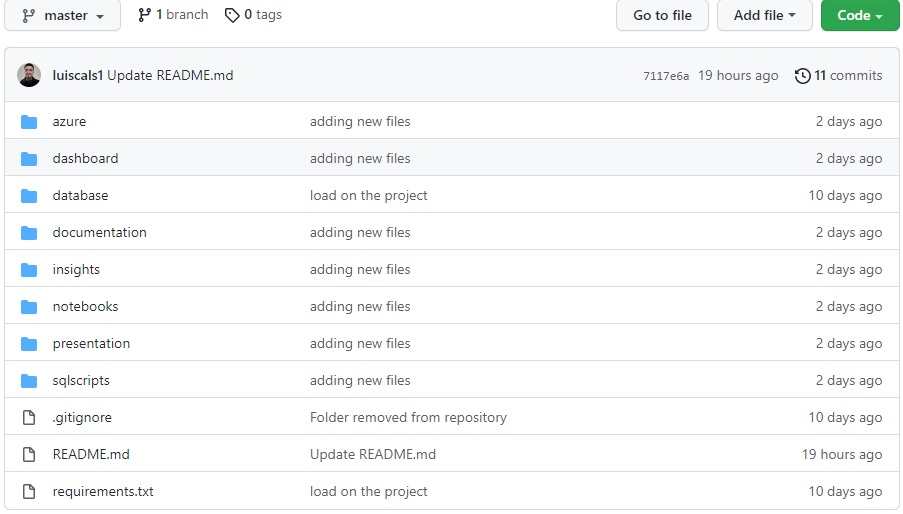 master 1 branch 0 tags Go to file Add file Code
luiscals1 Update README.md 7117e6a 19 hours ago 11 commits
azure adding new files 2 days ago
dashboard adding new files 2 days ago
database load on the project 10 days ago
documentation adding new files 2 days ago
insights adding new files 2 days ago
notebooks adding new files 2 days ago
presentation adding new files 2 days ago
sqlscripts adding new files 2 days ago
.gitignore Folder removed from repository 10 days ago
README.md Update README.md 19 hours ago
requirements.txt load on the project 10 days ago